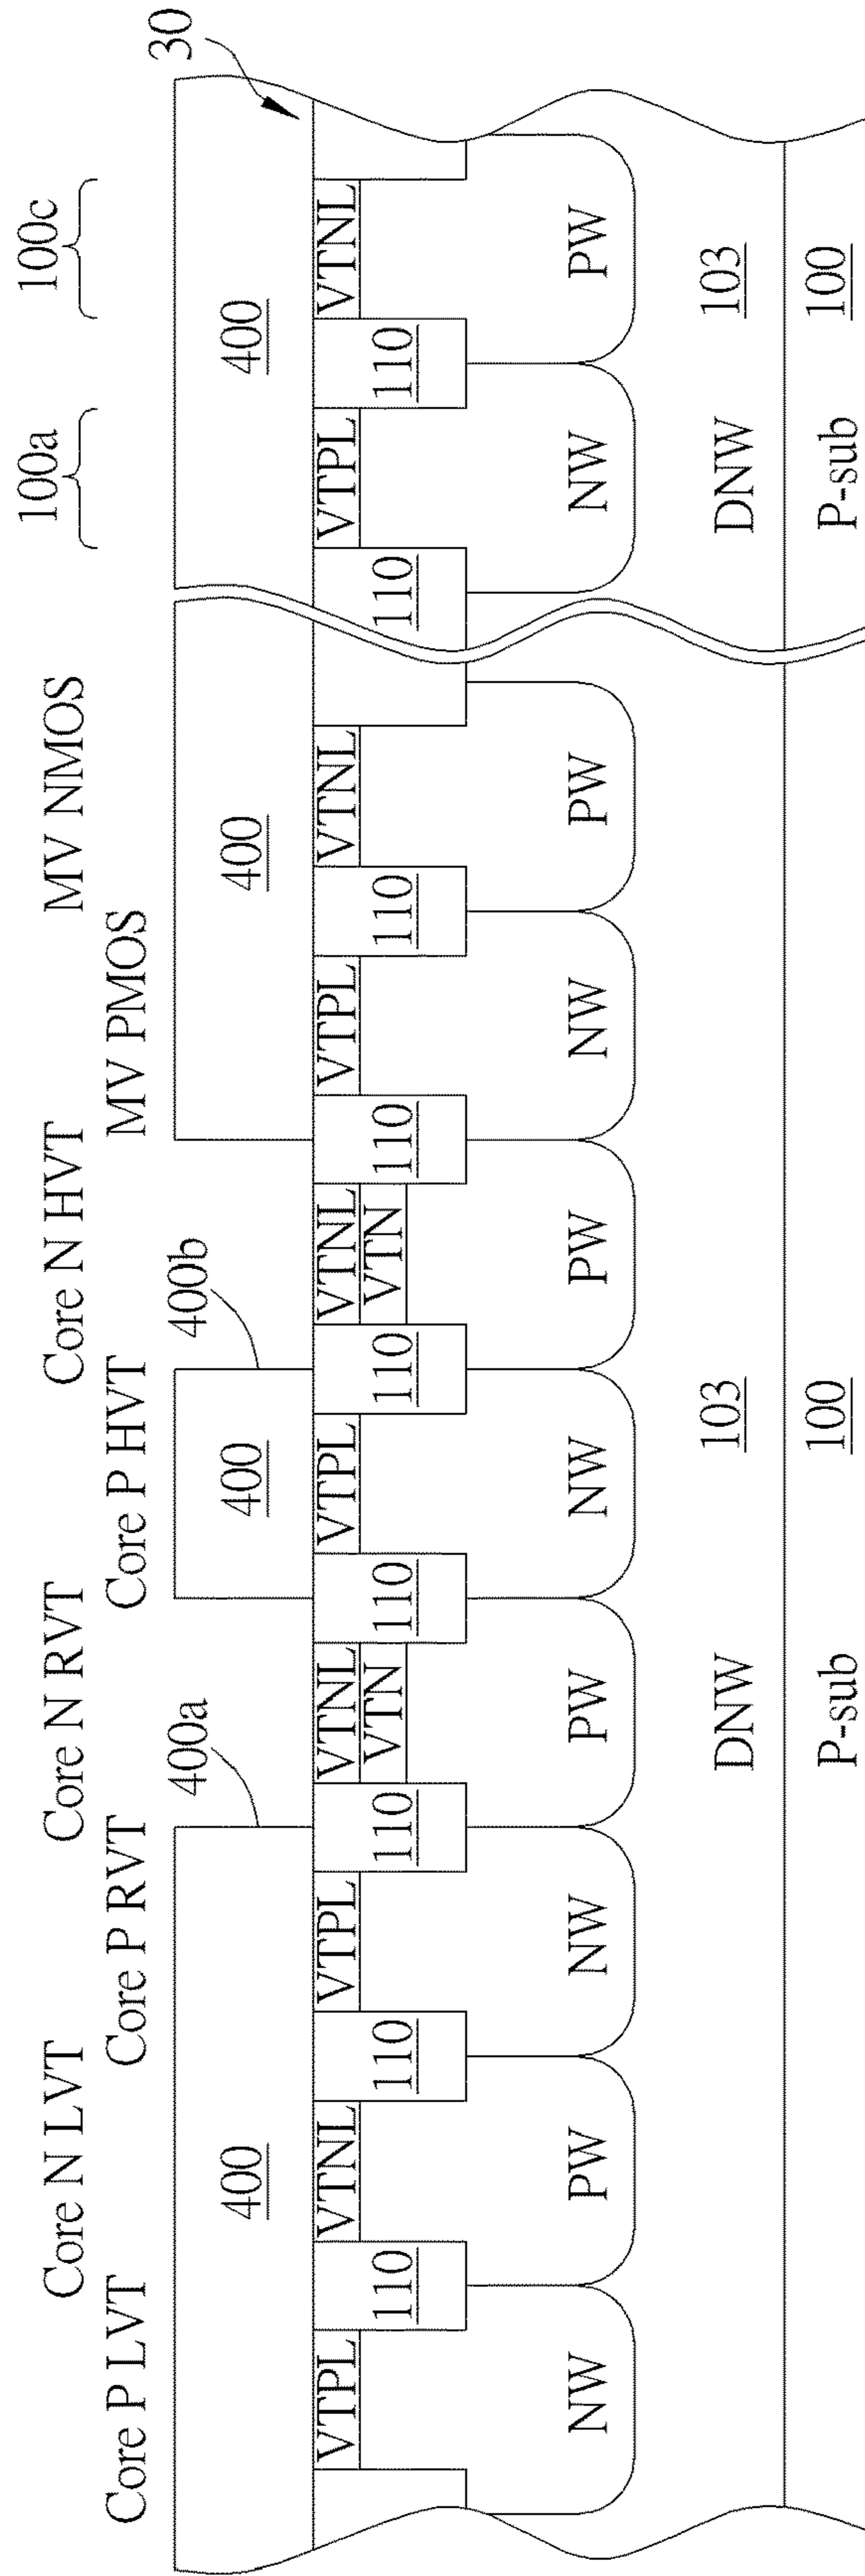 Core N LVT Core N RVT Core N HVT MV NMOS 100a 100c
Core P LVT Core P RVT Core P HVT MV PMOS
400a 400b 30
400 400 400 400
VTPL VTNL VTPL VTNL VTPL VTNL VTPL VTNL VTPL VTNL
VTN VTN
110 110 110 110 110 110 110 110 110
NW PW NW PW NW PW NW PW NW PW
DNW 103 DNW 103
P-sub 100 P-sub 100